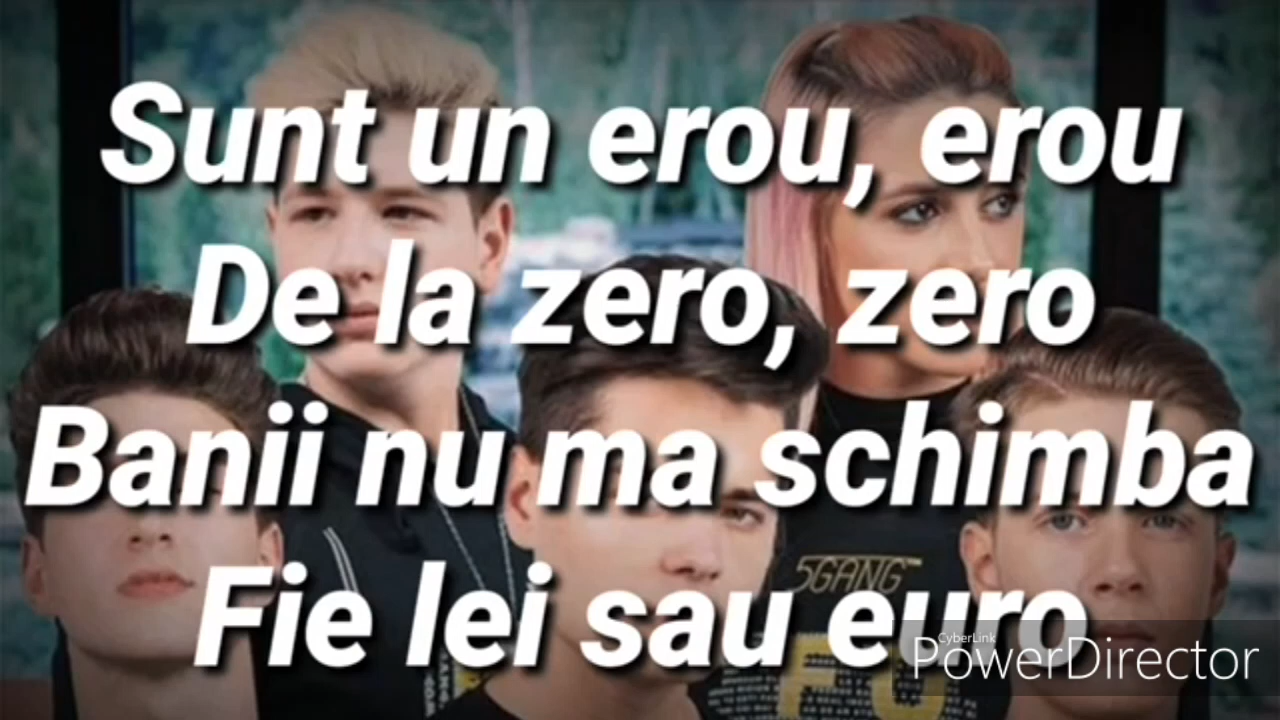 Sunt un erou, erou
De la zero, zero
Banii nu ma schimba
5GANG
Fie lei sau euro
CyberLink
PowerDirector